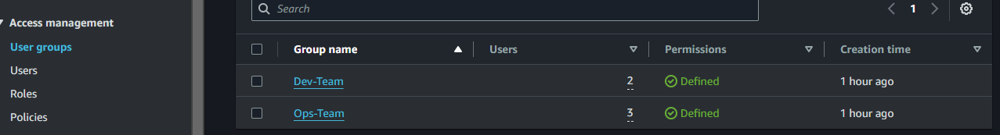 Access management
User groups
Users
Roles
Policies
Search
1
Group name Users Permissions Creation time
Dev-Team 2 Defined 1 hour ago
Ops-Team 3 Defined 1 hour ago